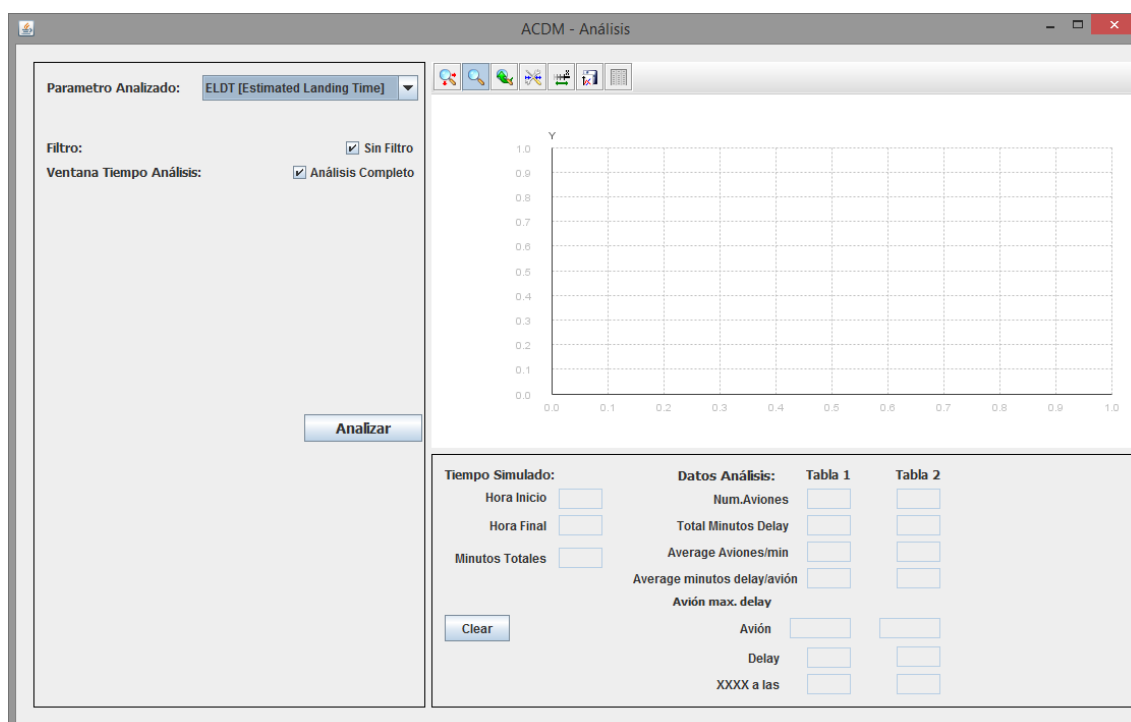 ACDM - Análisis
Parametro Analizado: ELDT [Estimated Landing Time]
Filtro: Sin Filtro
Ventana Tiempo Análisis: Análisis Completo
Analizar
Y
1.0
0.9
0.8
0.7
0.6
0.5
0.4
0.3
0.2
0.1
0.0
0.0 0.1 0.2 0.3 0.4 0.5 0.6 0.7 0.8 0.9 1.0
Tiempo Simulado:
Hora Inicio
Hora Final
Minutos Totales
Clear
Datos Análisis: Tabla 1 Tabla 2
Num.Aviones
Total Minutos Delay
Average Aviones/min
Average minutos delay/avión
Avión max. delay
Avión
Delay
XXXX a las